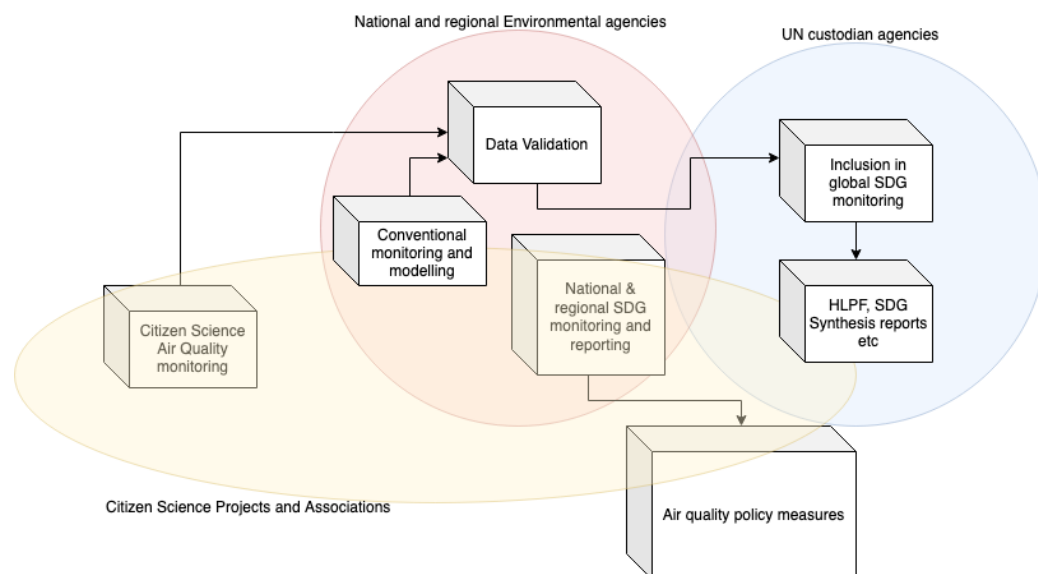 National and regional Environmental agencies
UN custodian agencies
Data Validation
Inclusion in
global SDG
monitoring
Conventional
monitoring and
modelling
National &
regional SDG
monitoring and
reporting
HLPF, SDG
Synthesis reports
etc
Citizen Science
Air Quality
monitoring
Citizen Science Projects and Associations
Air quality policy measures